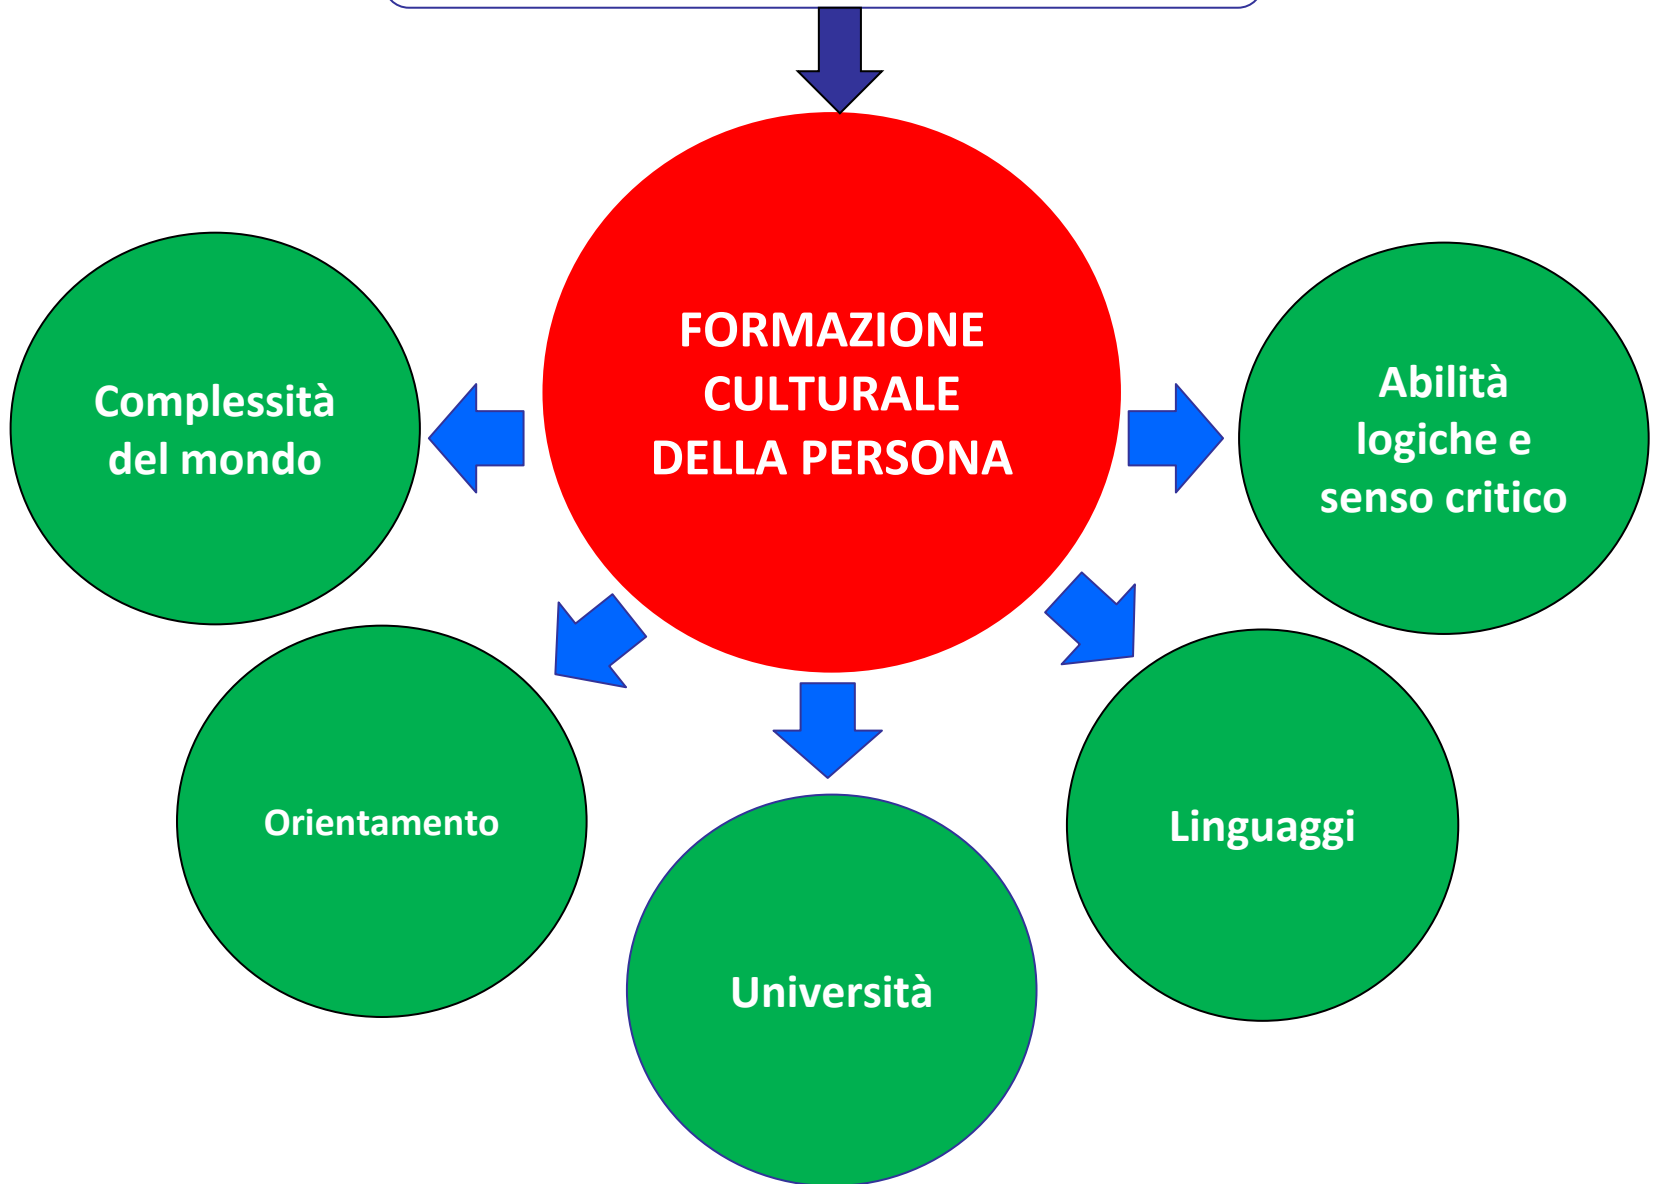 FORMAZIONE
CULTURALE
DELLA PERSONA
Complessità
del mondo
Abilità
logiche e
senso critico
Orientamento
Linguaggi
Università